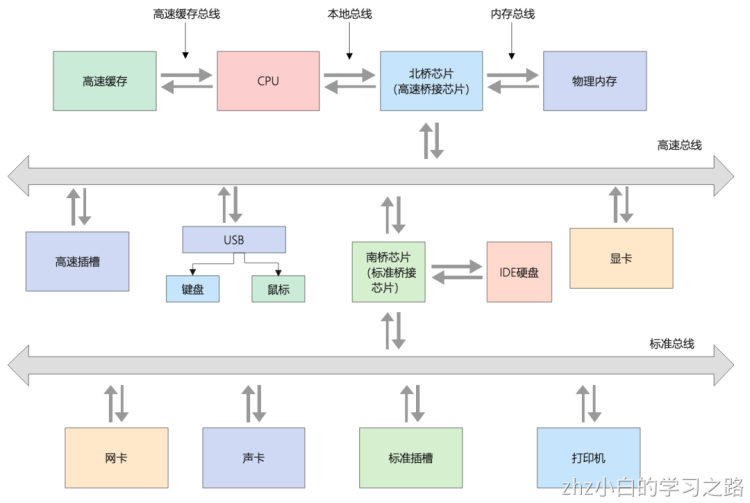 高速缓存总线
本地总线
内存总线
高速缓存
CPU
北桥芯片
（高速桥接芯片）
物理内存
高速总线
高速插槽
USB
键盘
鼠标
南桥芯片
（标准桥接
芯片）
IDE硬盘
显卡
标准总线
网卡
声卡
标准插槽
打印机
zhz小白的学习之路